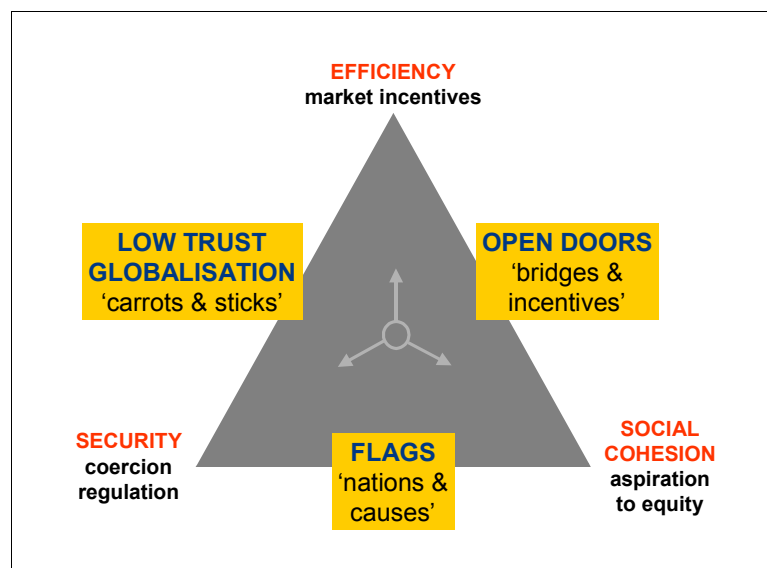 EFFICIENCY
market incentives
LOW TRUST
GLOBALISATION
‘carrots & sticks’
OPEN DOORS
‘bridges &
incentives’
SECURITY
coercion
regulation
FLAGS
‘nations &
causes’
SOCIAL
COHESION
aspiration
to equity